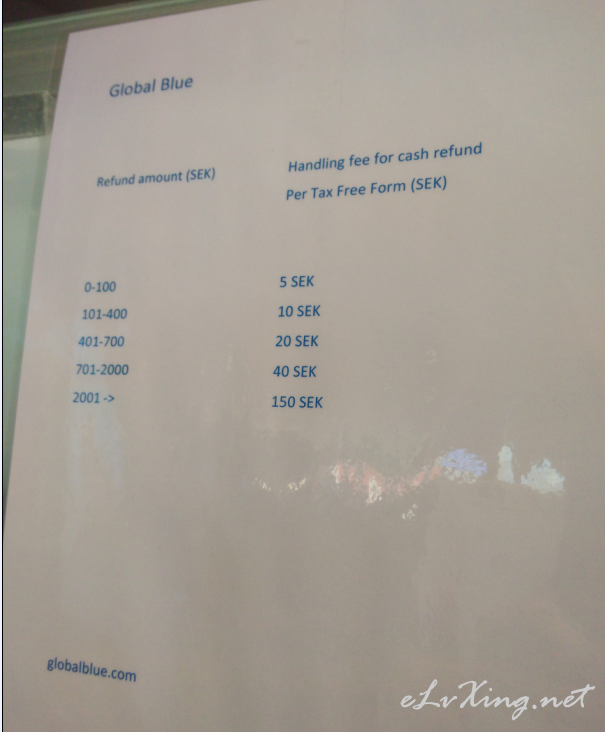 Global Blue
Refund amount (SEK)
Handling fee for cash refund
Per Tax Free Form (SEK)
0-100 5 SEK
101-400 10 SEK
401-700 20 SEK
701-2000 40 SEK
2001 -> 150 SEK
globalblue.com
eLvXing.net